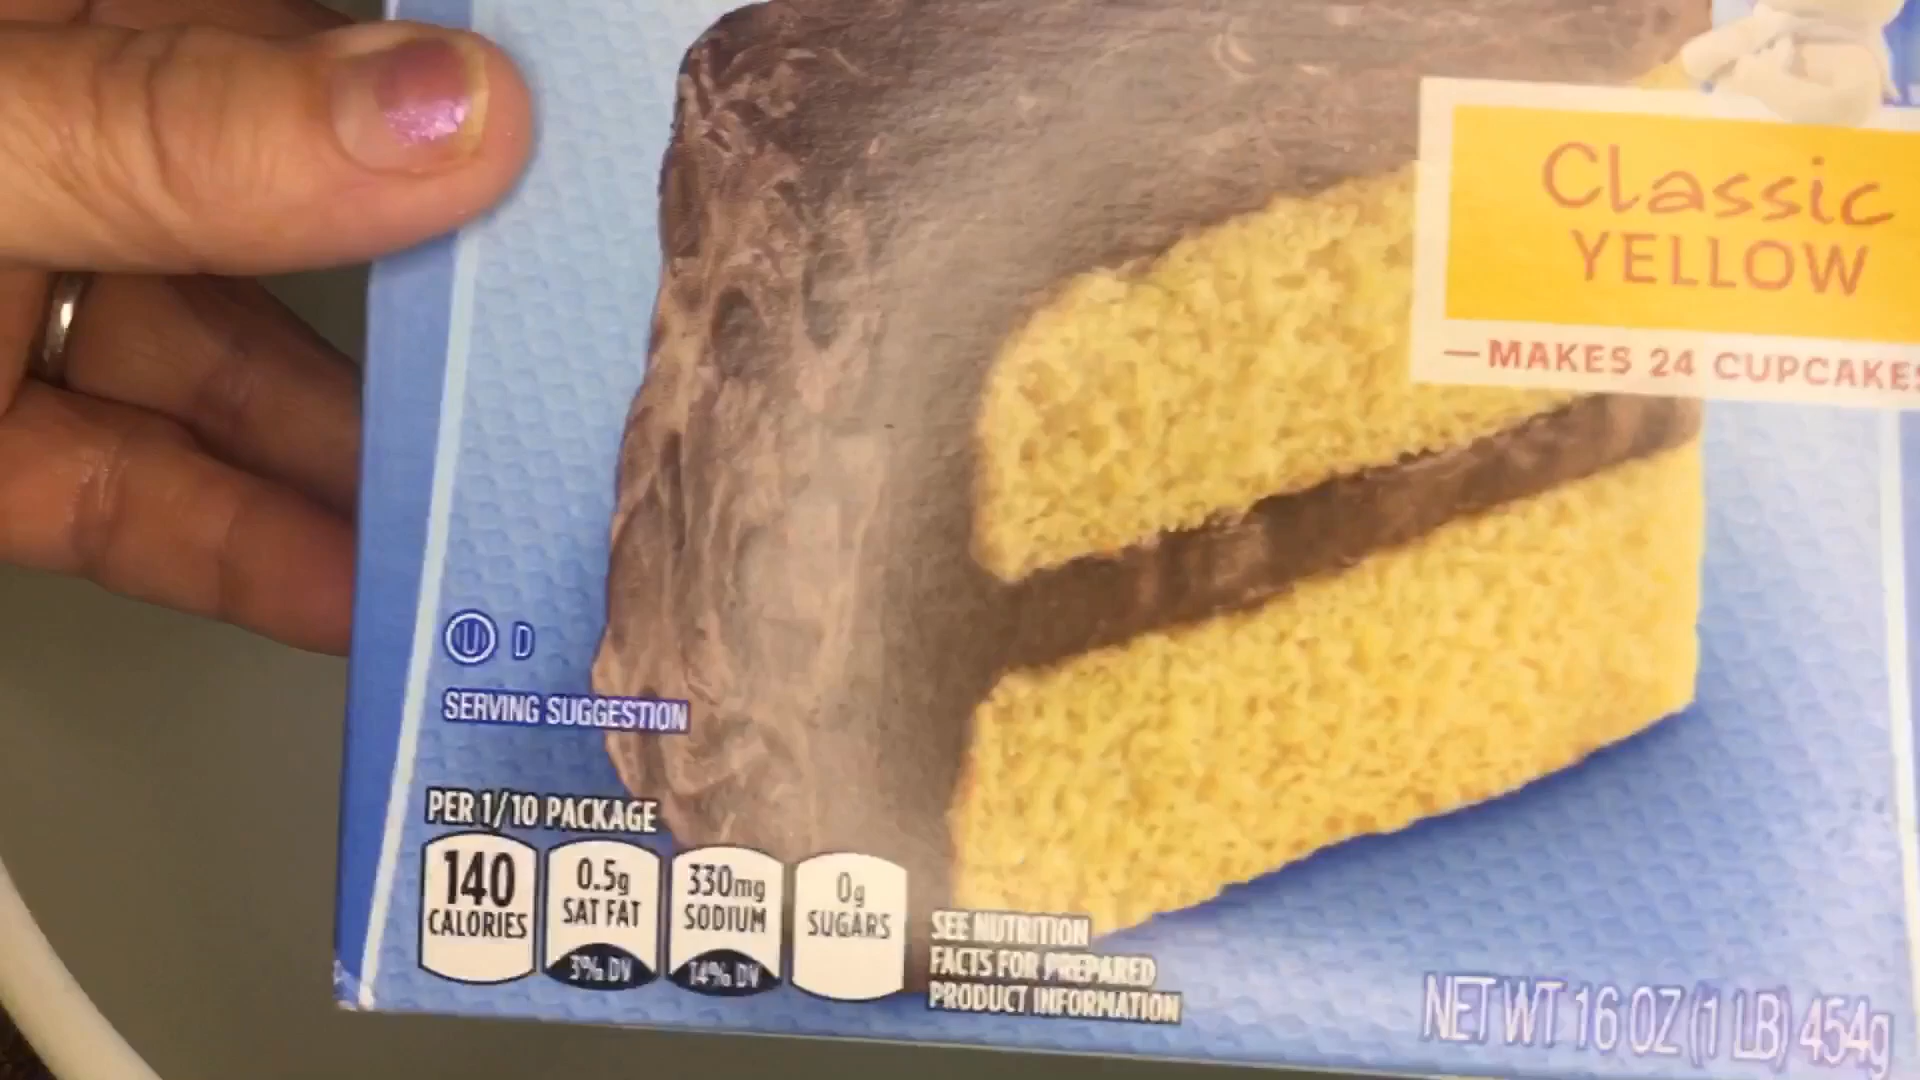 Classic
YELLOW
—MAKES 24 CUPCAKES
U D
SERVING SUGGESTION
PER 1/10 PACKAGE
140
CALORIES
0.5g
SAT FAT
3% DV
330mg
SODIUM
14% DV
0g
SUGARS
SEE NUTRITION
FACTS FOR PREPARED
PRODUCT INFORMATION
NET WT 16 OZ (1 LB) 454g